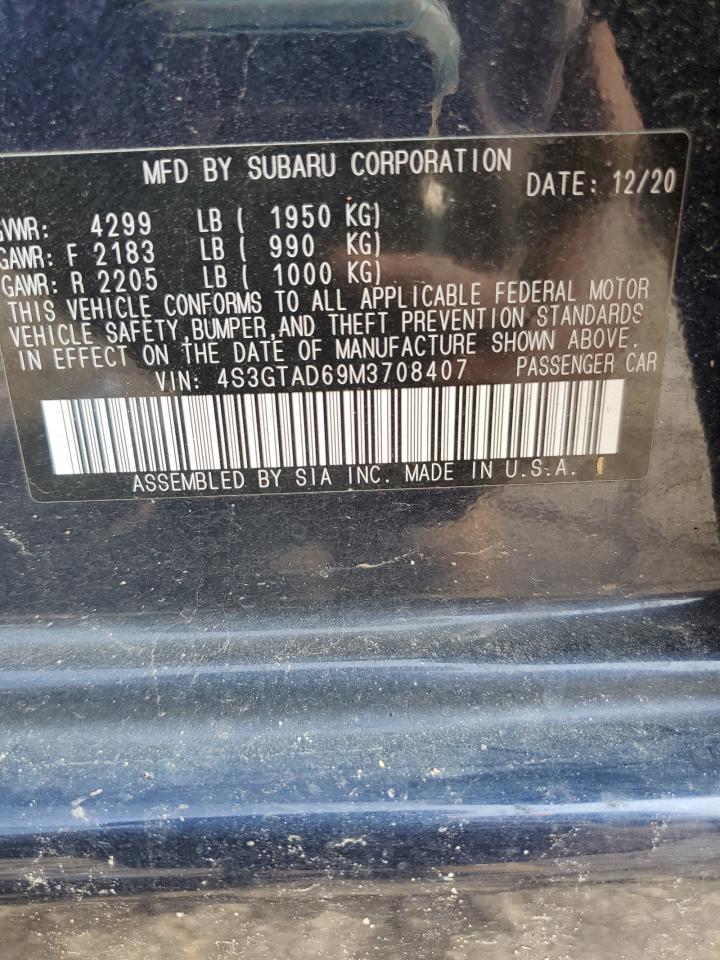 MFD BY SUBARU CORPORATION DATE: 12/20
GVWR: 4299 LB ( 1950 KG)
GAWR: F 2183 LB ( 990 KG)
GAWR: R 2205 LB ( 1000 KG)
THIS VEHICLE CONFORMS TO ALL APPLICABLE FEDERAL MOTOR
VEHICLE SAFETY, BUMPER, AND THEFT PREVENTION STANDARDS
IN EFFECT ON THE DATE OF MANUFACTURE SHOWN ABOVE.
VIN: 4S3GTAD69M3708407 PASSENGER CAR
ASSEMBLED BY SIA INC. MADE IN U.S.A.